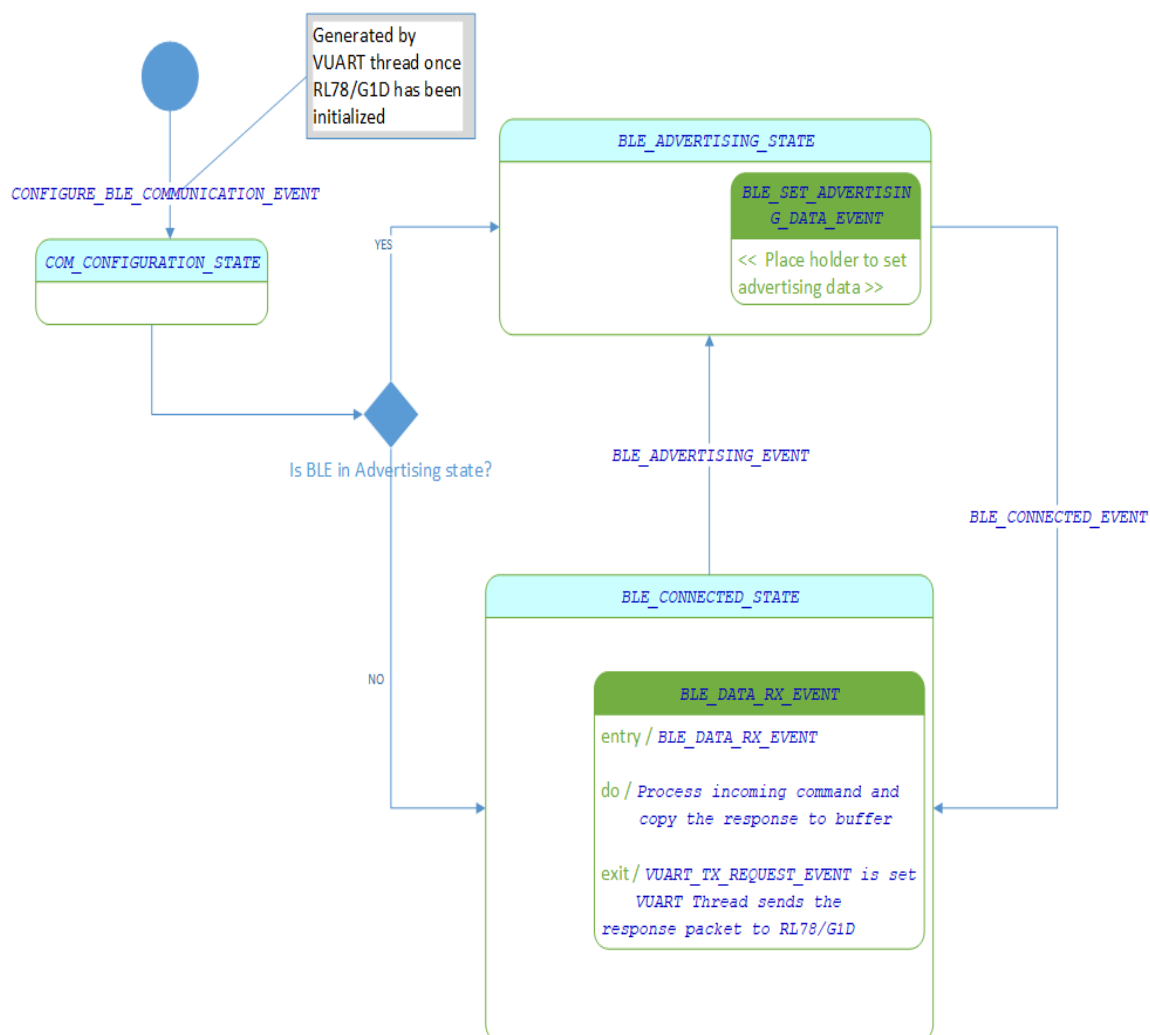 Generated by
VUART thread once
RL78/G1D has been
initialized
CONFIGURE_BLE_COMMUNICATION_EVENT
COM_CONFIGURATION_STATE
BLE_ADVERTISING_STATE
BLE_SET_ADVERTISIN
G_DATA_EVENT
<< Place holder to set
advertising data >>
YES
Is BLE in Advertising state?
BLE_ADVERTISING_EVENT
BLE_CONNECTED_EVENT
NO
BLE_CONNECTED_STATE
BLE_DATA_RX_EVENT
entry / BLE_DATA_RX_EVENT
do / Process incoming command and
copy the response to buffer
exit / VUART_TX_REQUEST_EVENT is set
VUART Thread sends the
response packet to RL78/G1D